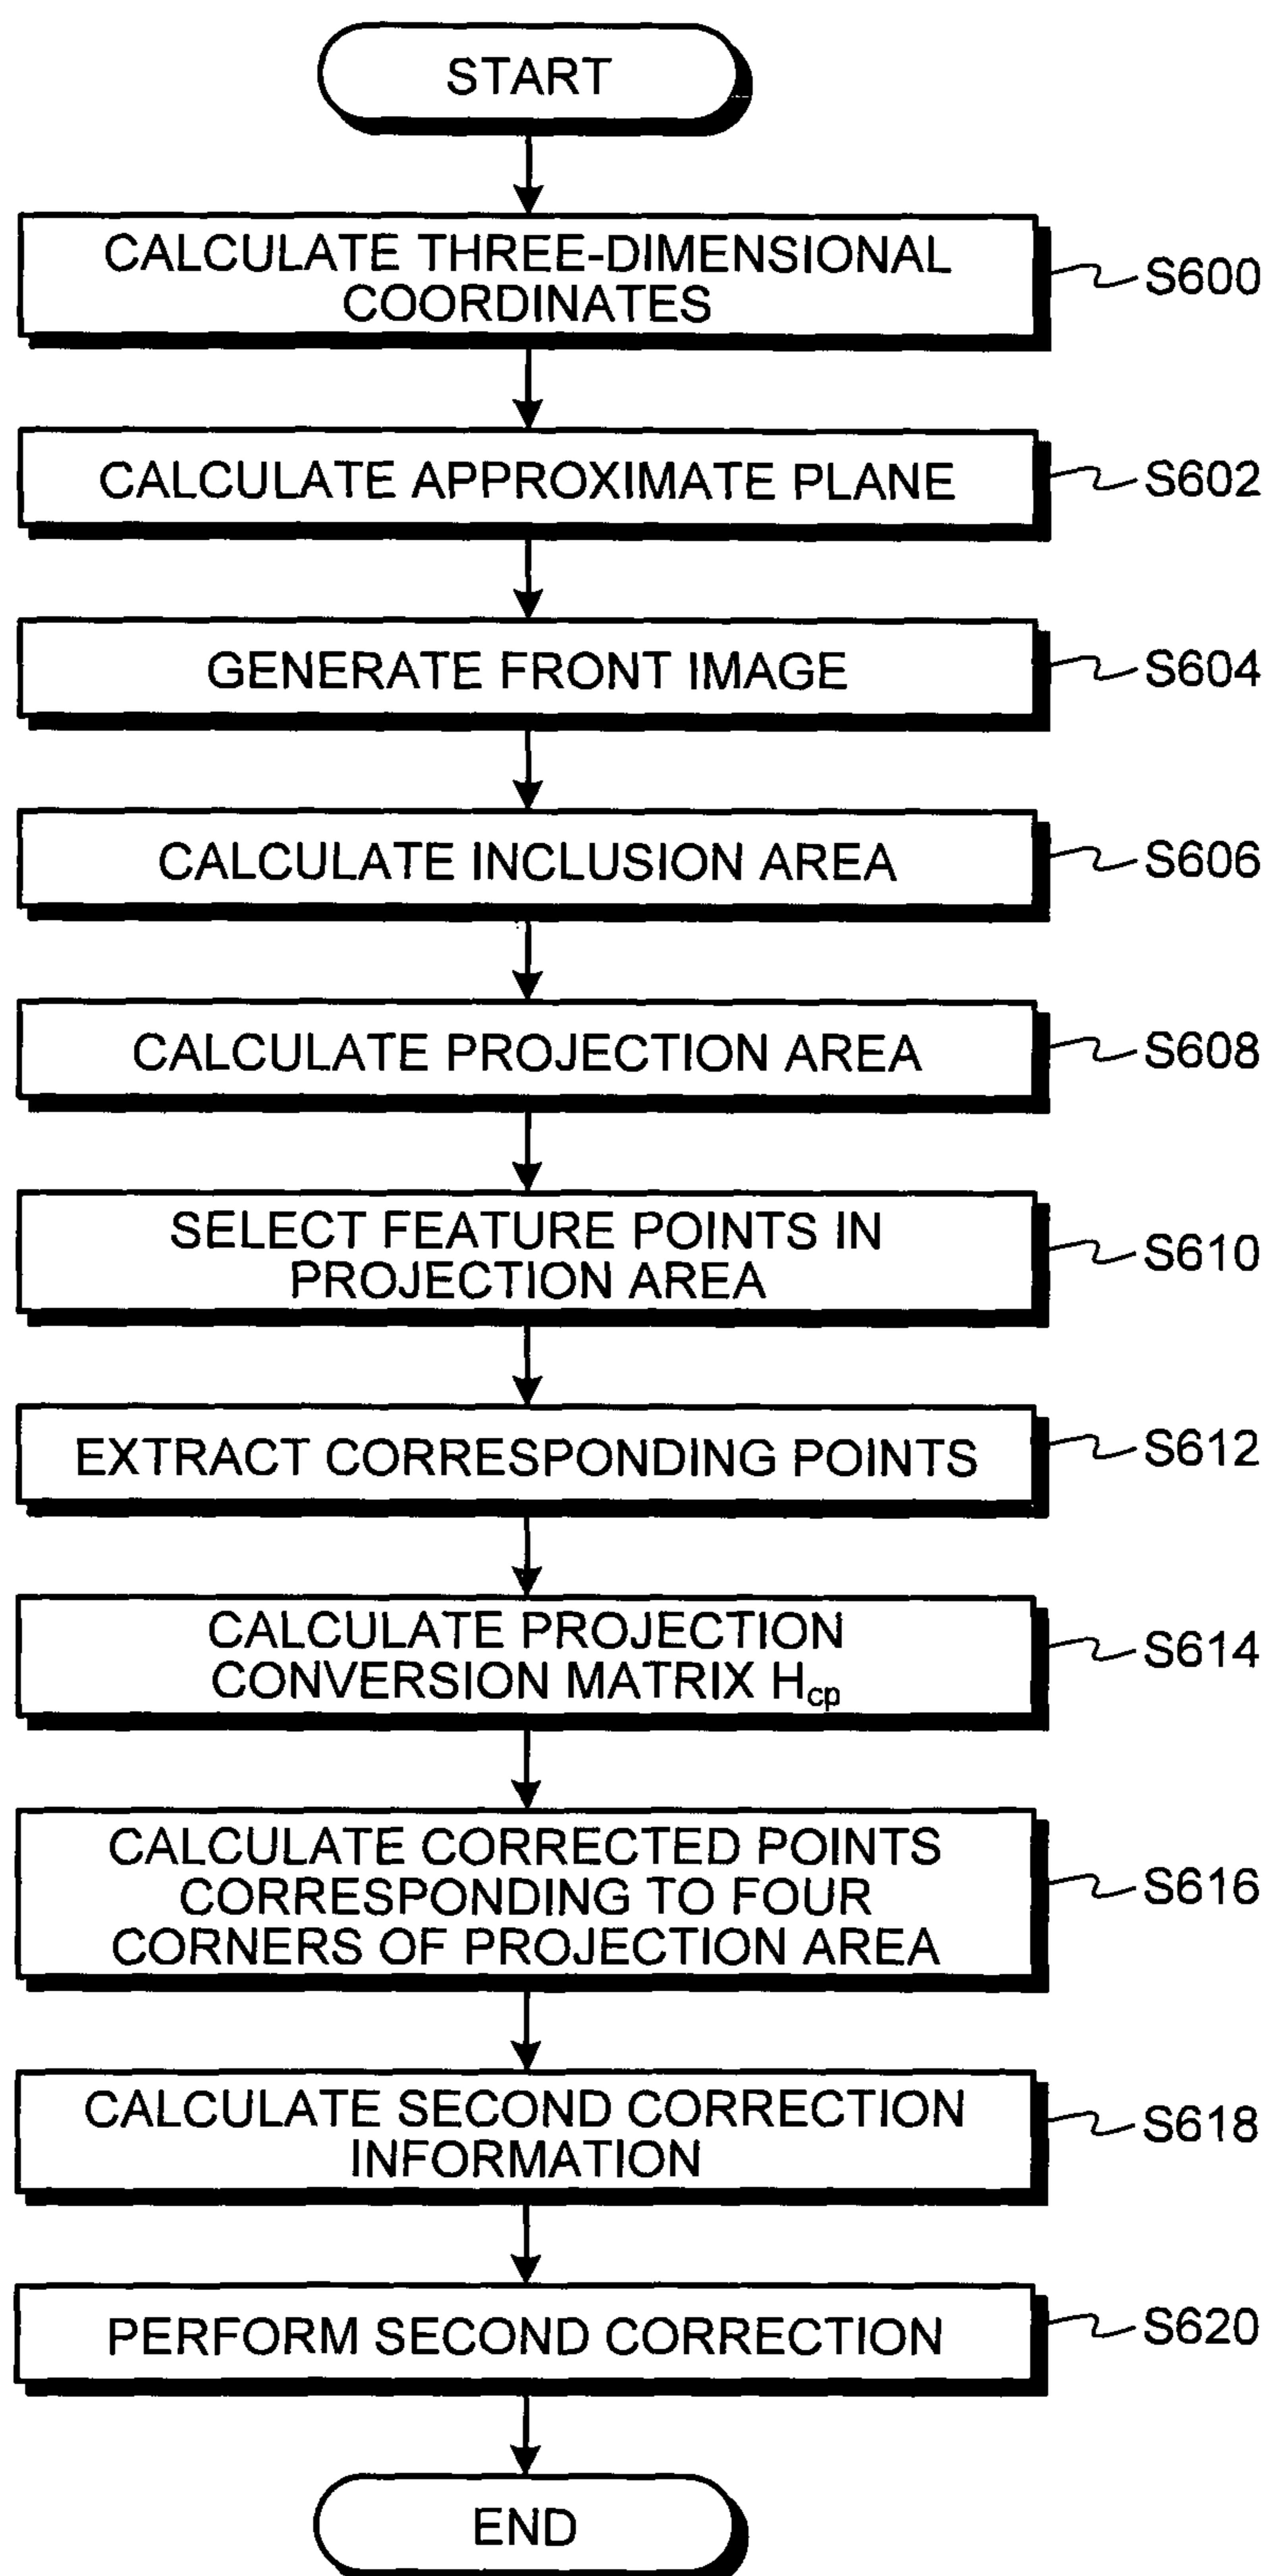 START
CALCULATE THREE-DIMENSIONAL
COORDINATES
S600
CALCULATE APPROXIMATE PLANE
S602
GENERATE FRONT IMAGE
S604
CALCULATE INCLUSION AREA
S606
CALCULATE PROJECTION AREA
S608
SELECT FEATURE POINTS IN
PROJECTION AREA
S610
EXTRACT CORRESPONDING POINTS
S612
CALCULATE PROJECTION
CONVERSION MATRIX Hcp
S614
CALCULATE CORRECTED POINTS
CORRESPONDING TO FOUR
CORNERS OF PROJECTION AREA
S616
CALCULATE SECOND CORRECTION
INFORMATION
S618
PERFORM SECOND CORRECTION
S620
END